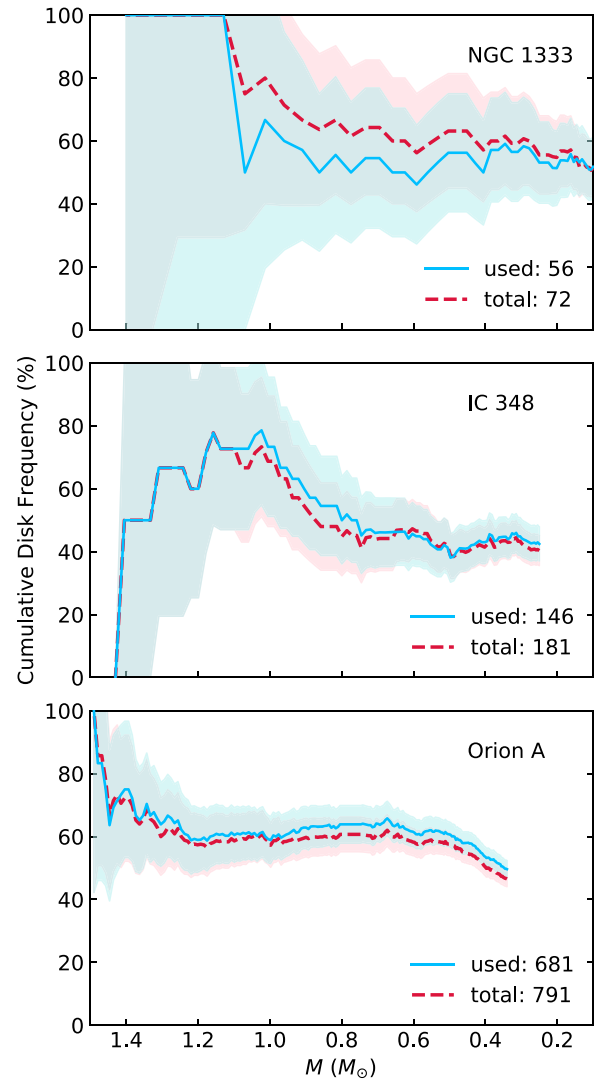 100
NGC 1333
80
60
40
20
used: 56
total: 72
0
Cumulative Disk Frequency (%)
100
IC 348
80
60
40
20
used: 146
total: 181
0
100
Orion A
80
60
40
20
used: 681
total: 791
0
1.4 1.2 1.0 0.8 0.6 0.4 0.2
M (M⊙)